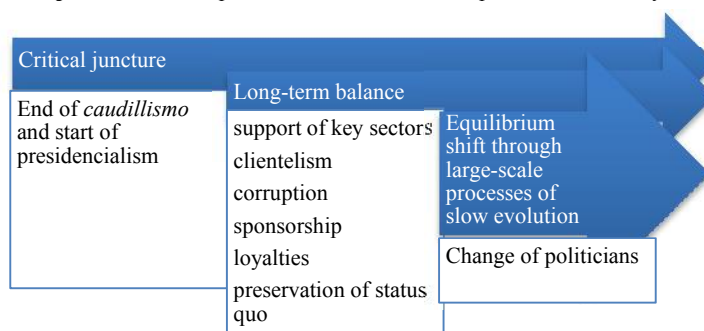 Critical juncture
End of caudillismo
and start of
presidencialism
Long-term balance
support of key sectors
clientelism
corruption
sponsorship
loyalties
preservation of status
quo
Equilibrium
shift through
large-scale
processes of
slow evolution
Change of politicians